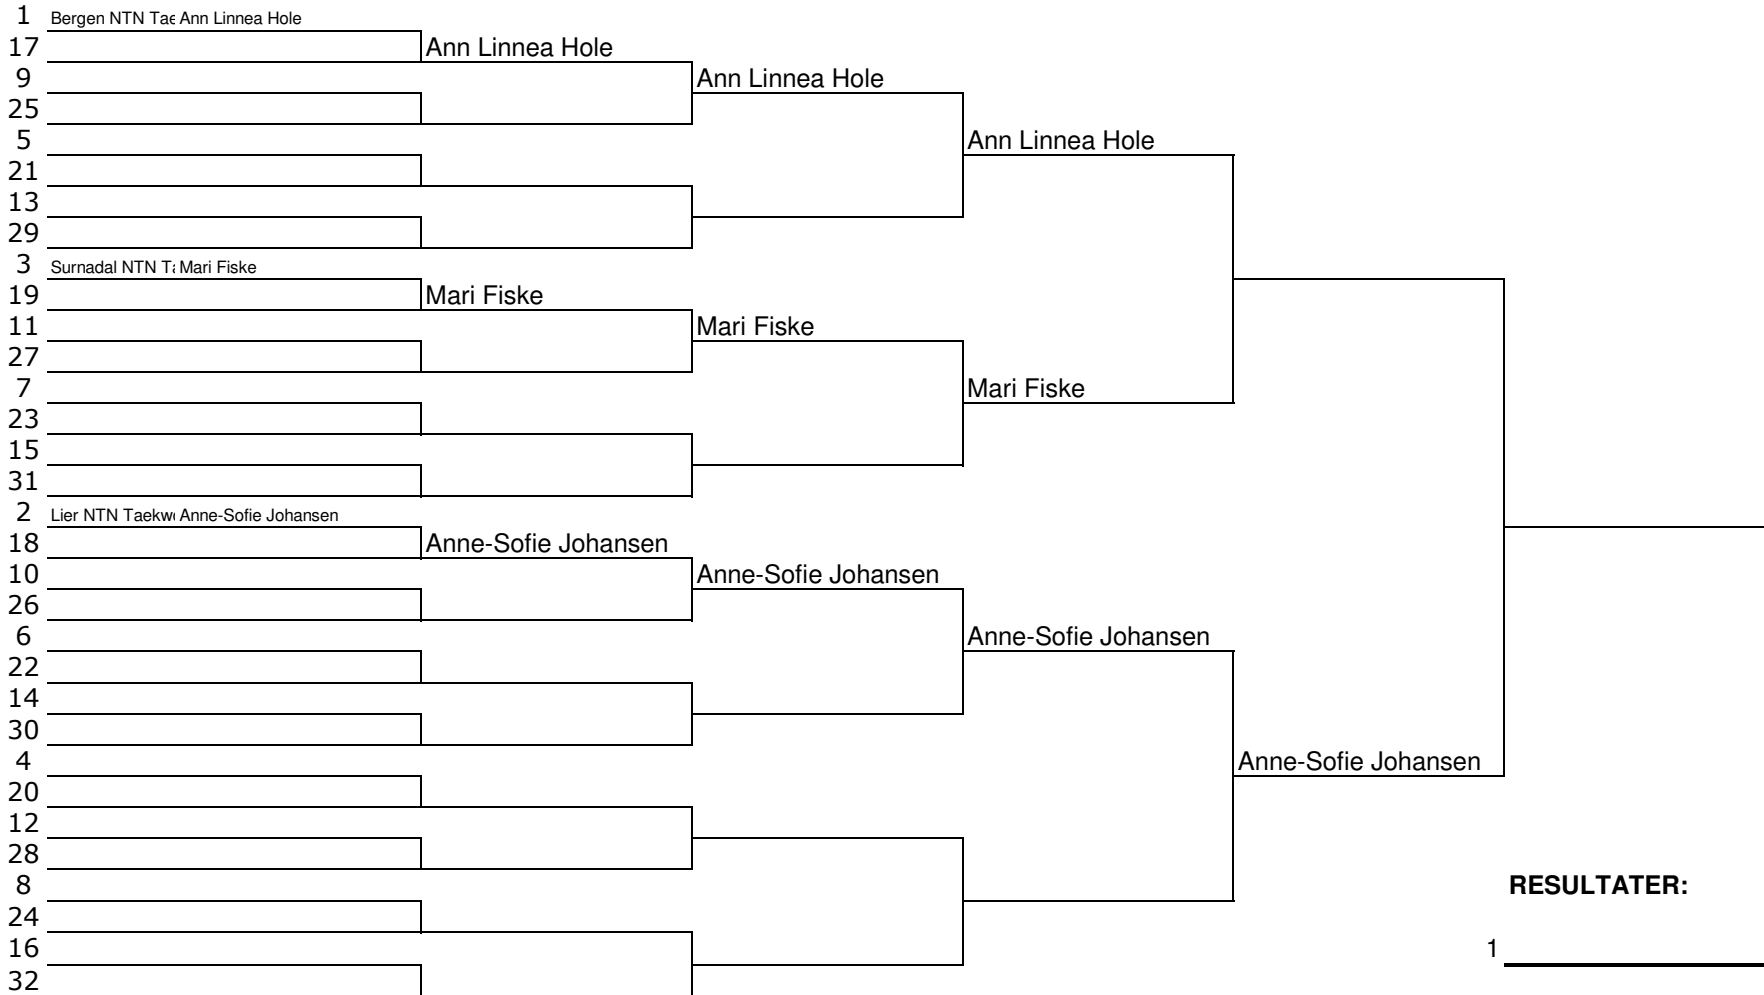 1 Bergen NTN Tae Ann Linnea Hole
17 Ann Linnea Hole
9 Ann Linnea Hole
25
5 Ann Linnea Hole
21
13
29
3 Surnadal NTN Ta Mari Fiske
19 Mari Fiske
11 Mari Fiske
27
7 Mari Fiske
23
15
31
2 Lier NTN Taekw Anne-Sofie Johansen
18 Anne-Sofie Johansen
10 Anne-Sofie Johansen
26
6 Anne-Sofie Johansen
22
14
30
4 Anne-Sofie Johansen
20
12
28
8 RESULTATER:
24
16 1
32